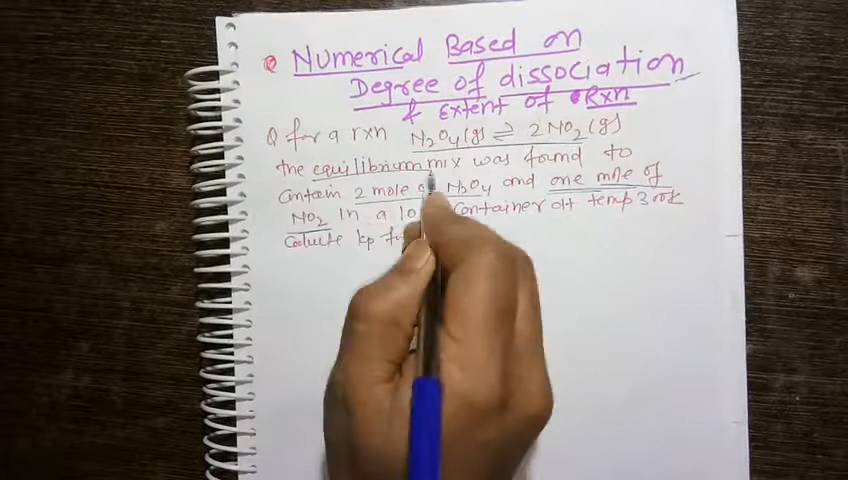 Q Numerical Based on
Degree of dissociation
& Extent of Rxn
Q for a rxn N₂O₄(g) ⇌ 2NO₂(g)
the equilibrium mix was found to
Contain 2 mole N₂O₄ and one mole of
NO₂ in a 10 Container at temp 300K
Calculte kp